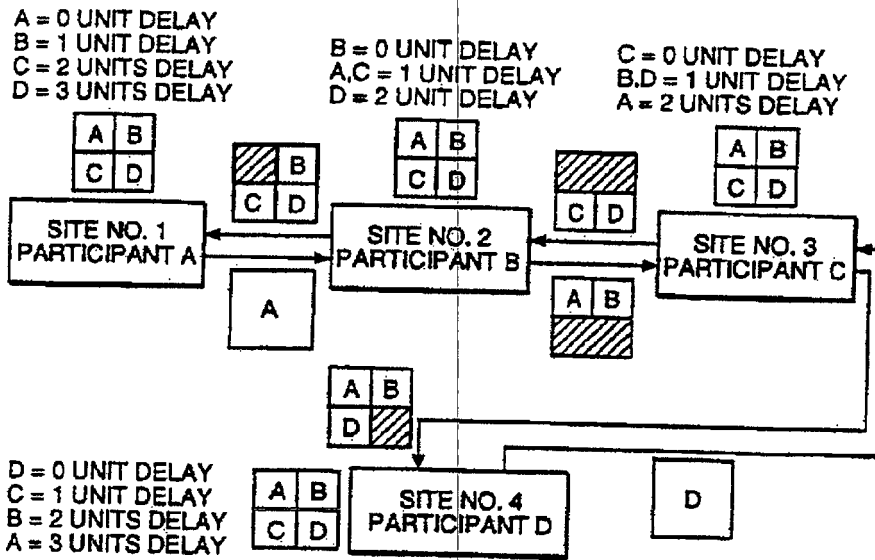 A = 0 UNIT DELAY
B = 1 UNIT DELAY
C = 2 UNITS DELAY
D = 3 UNITS DELAY
B = 0 UNIT DELAY
A,C = 1 UNIT DELAY
D = 2 UNIT DELAY
C = 0 UNIT DELAY
B.D = 1 UNIT DELAY
A = 2 UNITS DELAY
A B
C D
B
C D
A B
C D
C D
A B
C D
SITE NO. 1
PARTICIPANT A
SITE NO. 2
PARTICIPANT B
SITE NO. 3
PARTICIPANT C
A
A B
A B
D
D = 0 UNIT DELAY
C = 1 UNIT DELAY
B = 2 UNITS DELAY
A = 3 UNITS DELAY
A B
C D
SITE NO. 4
PARTICIPANT D
D